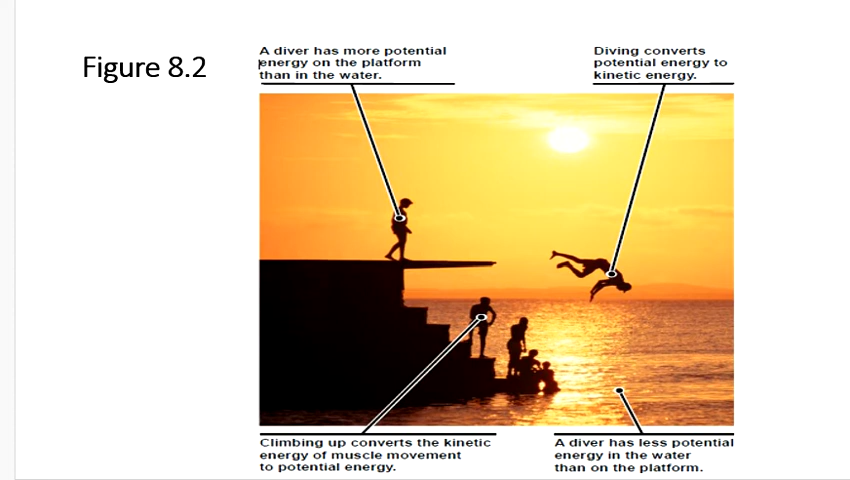 Figure 8.2
A diver has more potential
energy on the platform
than in the water.
Diving converts
potential energy to
kinetic energy.
Climbing up converts the kinetic
energy of muscle movement
to potential energy.
A diver has less potential
energy in the water
than on the platform.